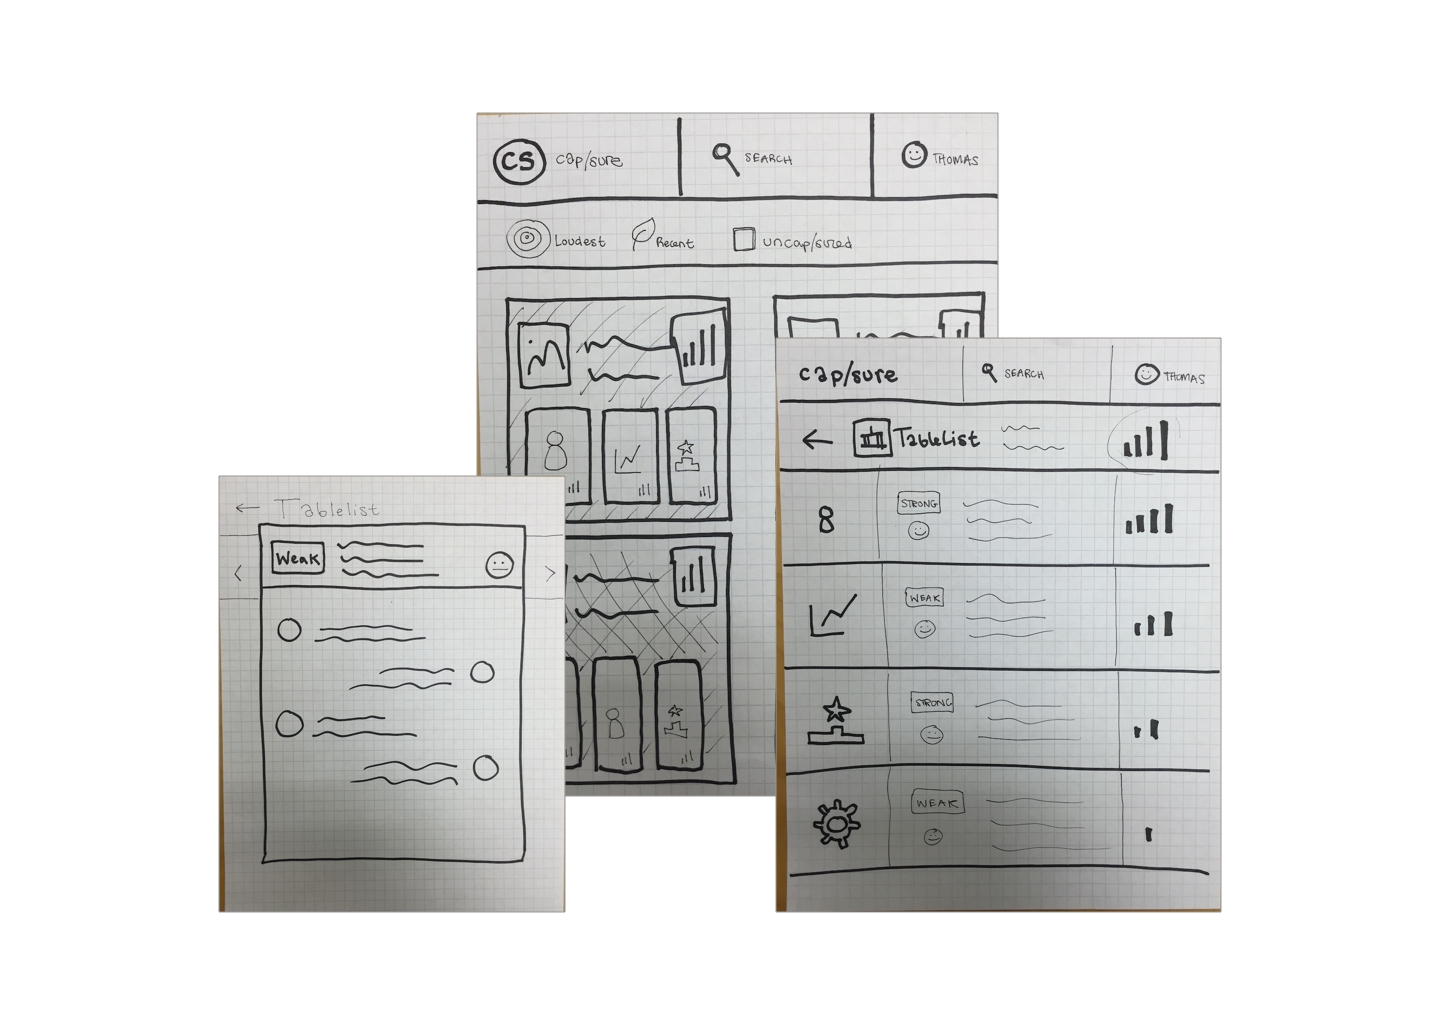 CS cap/sure SEARCH THOMAS
Loudest Recent uncap/sured
← Tablelist
Weak
cap/sure SEARCH THOMAS
← TableList
STRONG
WEAK
STRONG
WEAK